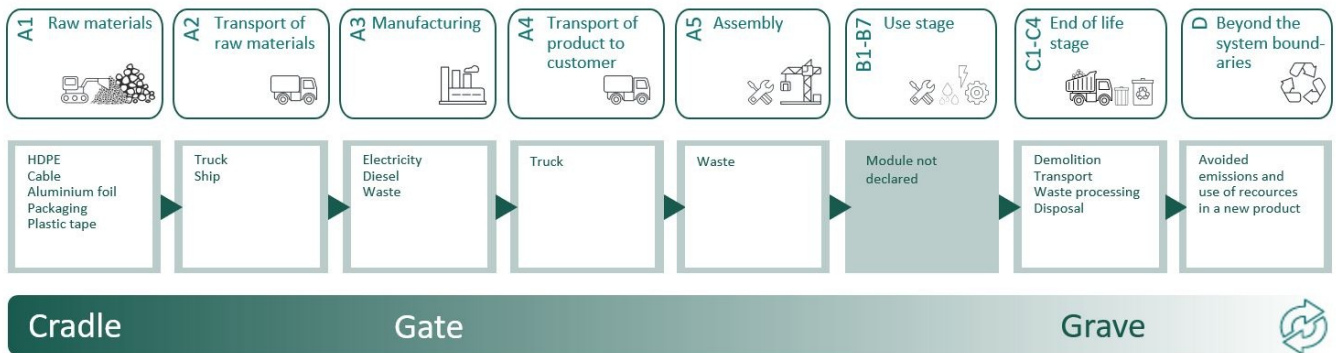 A1 Raw materials
A2 Transport of
raw materials
A3 Manufacturing
A4 Transport of
product to
customer
A5 Assembly
B1-B7 Use stage
C1-C4 End of life
stage
D Beyond the
system bound-
aries
HDPE
Cable
Aluminium foil
Packaging
Plastic tape
Truck
Ship
Electricity
Diesel
Waste
Truck
Waste
Module not
declared
Demolition
Transport
Waste processing
Disposal
Avoided
emissions and
use of recources
in a new product
Cradle
Gate
Grave